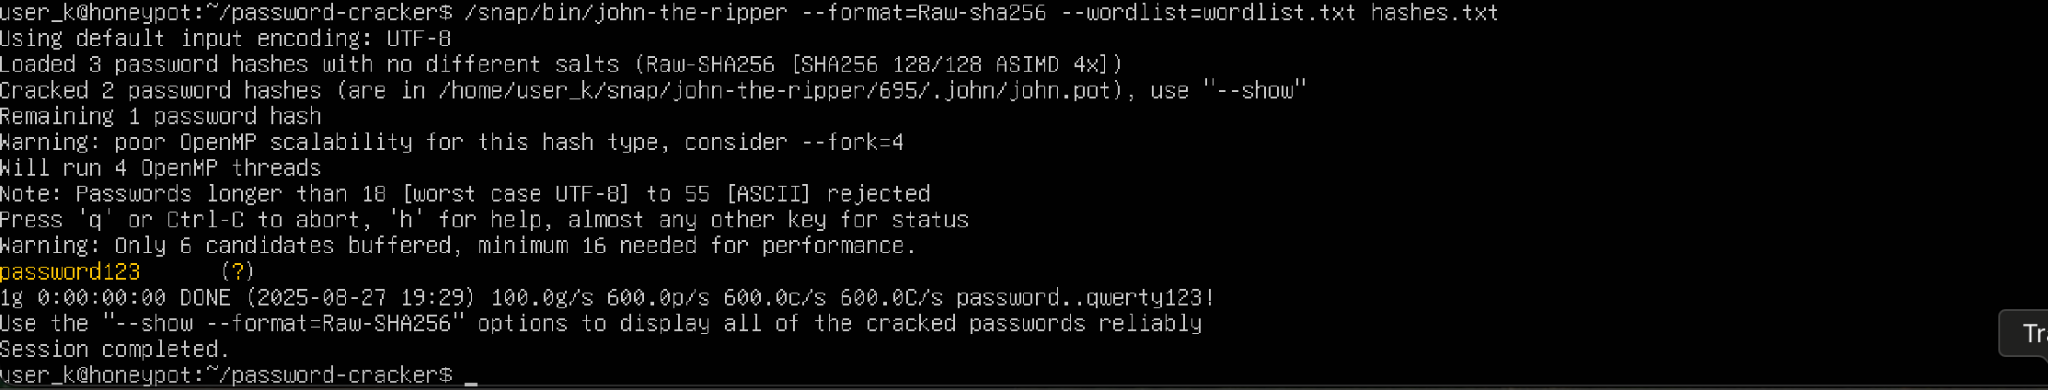 user_k@honeypot:~/password-cracker$ /snap/bin/john-the-ripper --format=Raw-sha256 --wordlist=wordlist.txt hashes.txt
Using default input encoding: UTF-8
Loaded 3 password hashes with no different salts (Raw-SHA256 [SHA256 128/128 ASIMD 4x])
Cracked 2 password hashes (are in /home/user_k/snap/john-the-ripper/695/.john/john.pot), use "--show"
Remaining 1 password hash
Warning: poor OpenMP scalability for this hash type, consider --fork=4
Will run 4 OpenMP threads
Note: Passwords longer than 18 [worst case UTF-8] to 55 [ASCII] rejected
Press 'q' or Ctrl-C to abort, 'h' for help, almost any other key for status
Warning: Only 6 candidates buffered, minimum 16 needed for performance.
password123      (?)
1g 0:00:00:00 DONE (2025-08-27 19:29) 100.0g/s 600.0p/s 600.0c/s 600.0C/s password..qwerty123!
Use the "--show --format=Raw-SHA256" options to display all of the cracked passwords reliably
Session completed.
user_k@honeypot:~/password-cracker$ _